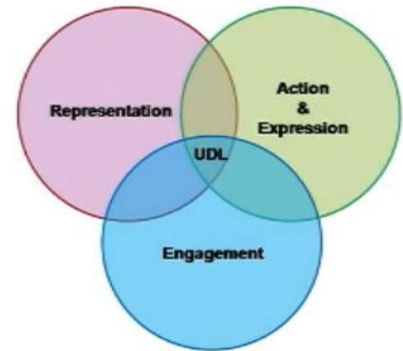 Representation
Action
&
Expression
UDL
Engagement